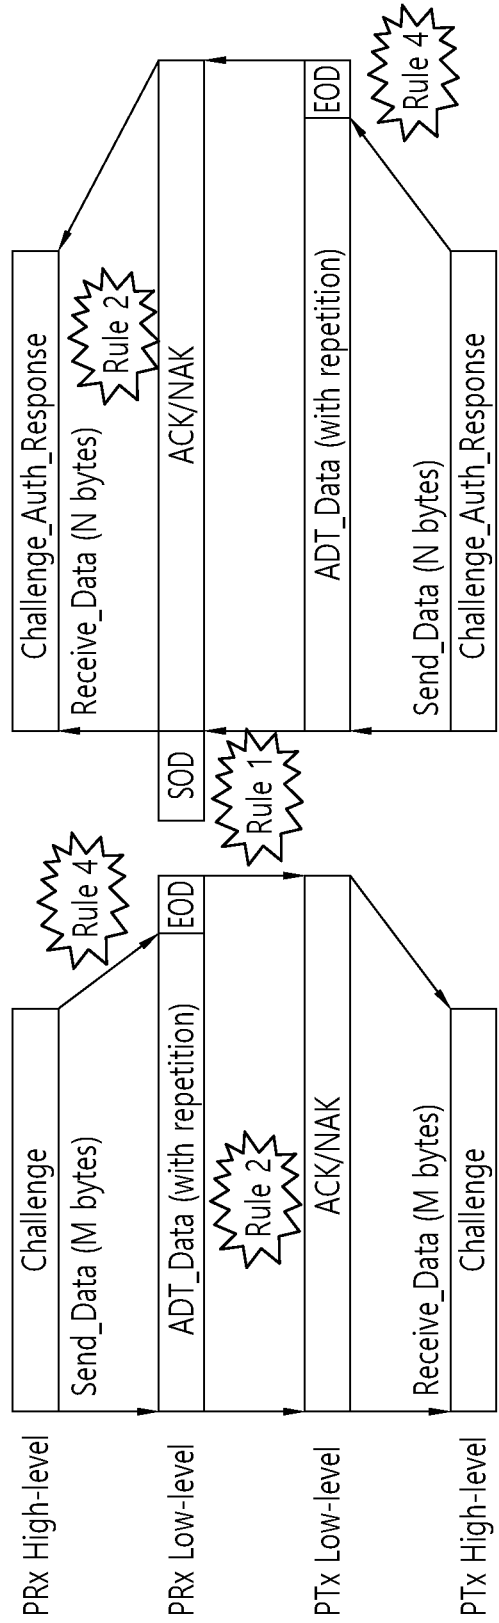 PRx High-level
Challenge
Challenge_Auth_Response
Send_Data (M bytes)
Rule 4
Receive_Data (N bytes)
Rule 2
PRx Low-level
ADT_Data (with repetition)
EOD
SOD
ACK/NAK
Rule 2
Rule 1
PTx Low-level
ACK/NAK
ADT_Data (with repetition)
EOD
Rule 4
Receive_Data (M bytes)
Send_Data (N bytes)
PTx High-level
Challenge
Challenge_Auth_Response